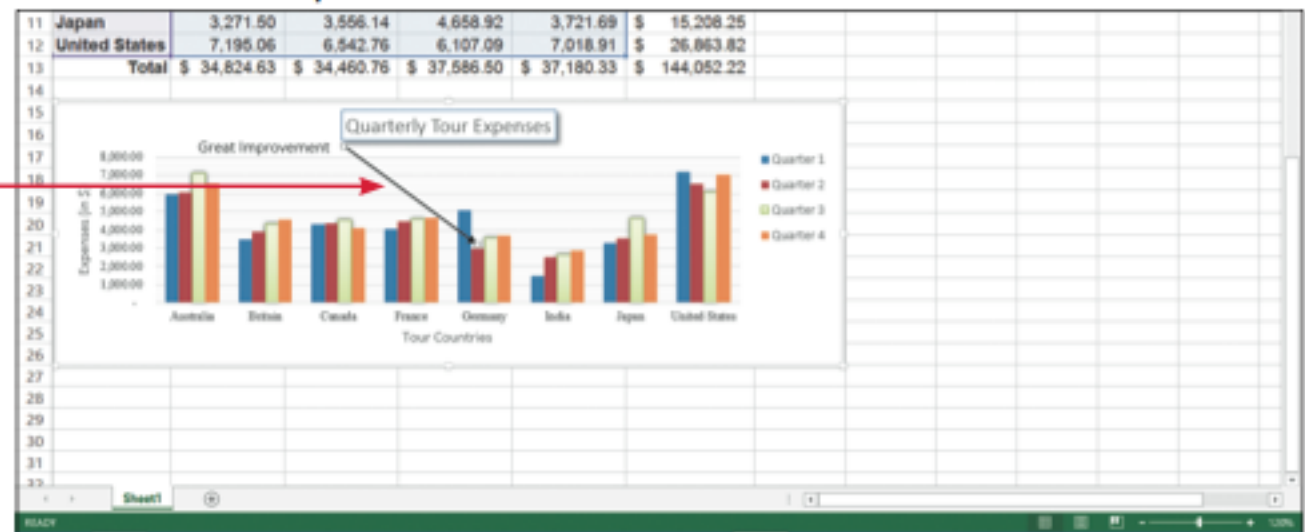 11 Japan 3,271.50 3,556.14 4,658.92 3,721.69 $ 15,208.25
12 United States 7,195.06 6,542.76 6,107.09 7,018.91 $ 26,863.82
13 Total $ 34,824.63 $ 34,460.76 $ 37,586.50 $ 37,180.33 $ 144,052.22
14
15
16
17
18
19
20
21
22
23
24
25
26
27
28
29
30
31
32
Quarterly Tour Expenses
Great Improvement
8,000.00
7,000.00
6,000.00
5,000.00
4,000.00
3,000.00
2,000.00
1,000.00
-
Expenses (in $
Quarter 1
Quarter 2
Quarter 3
Quarter 4
Australia Britain Canada France Germany India Japan United States
Tour Countries
Sheet1
READY
120%